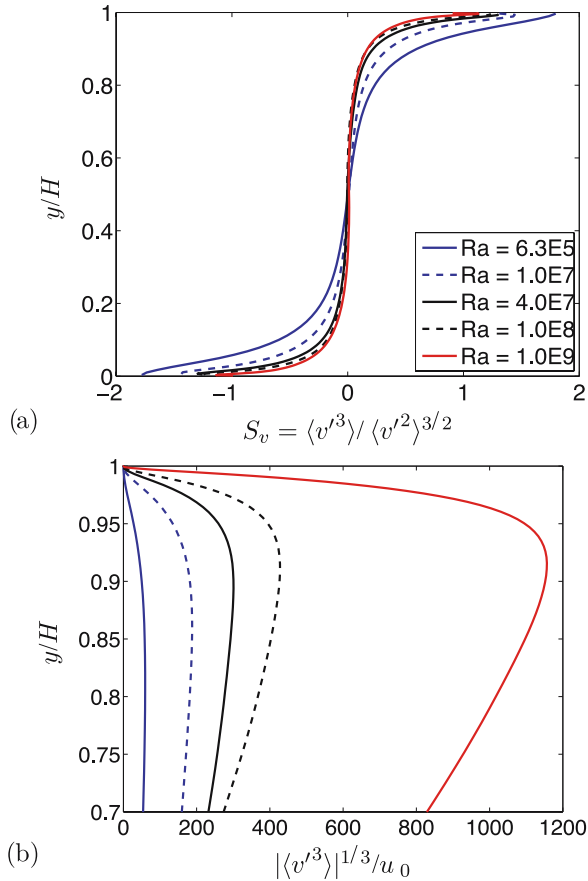 1
0.8
0.6
0.4
0.2
0
y/H
Ra = 6.3E5
Ra = 1.0E7
Ra = 4.0E7
Ra = 1.0E8
Ra = 1.0E9
−2 −1 0 1 2
(a) S_v = ⟨v′³⟩/⟨v′²⟩^{3/2}
1
0.95
0.9
0.85
0.8
0.75
0.7
y/H
0 200 400 600 800 1000 1200
(b) |⟨v′³⟩|^{1/3}/u_0